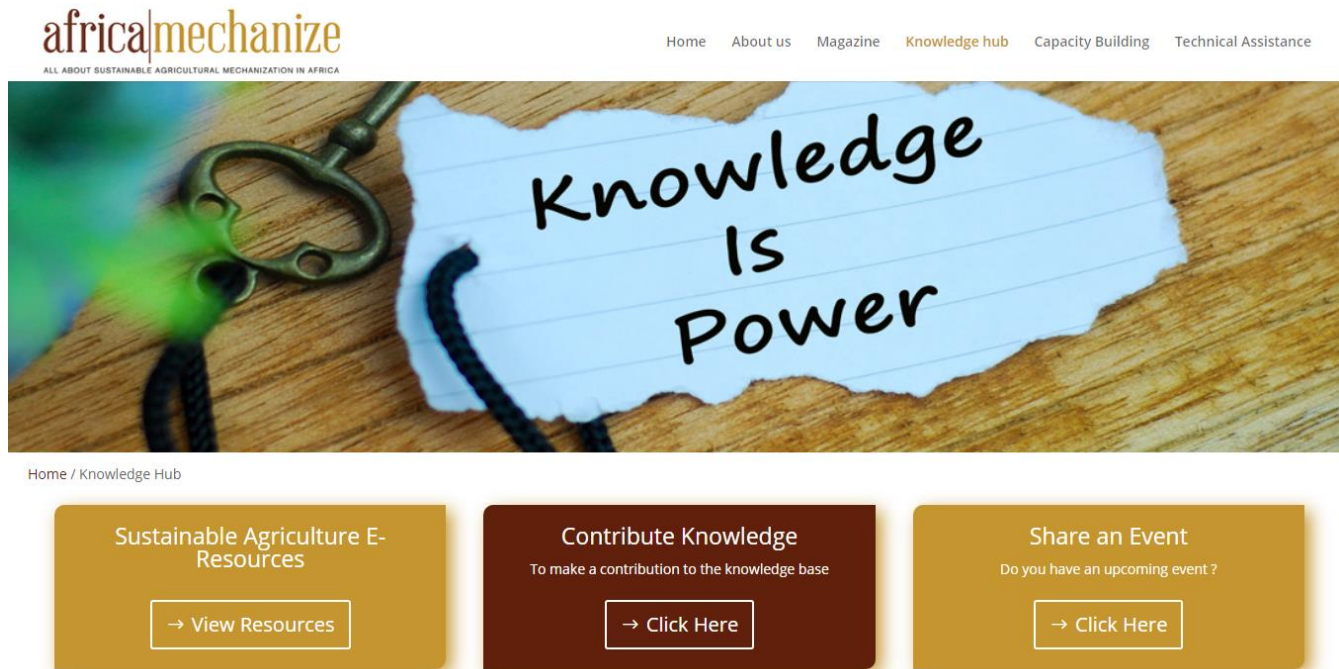 africa|mechanize
ALL ABOUT SUSTAINABLE AGRICULTURAL MECHANIZATION IN AFRICA
Home About us Magazine Knowledge hub Capacity Building Technical Assistance
Knowledge
Is
Power
Home / Knowledge Hub
Sustainable Agriculture E-
Resources
→ View Resources
Contribute Knowledge
To make a contribution to the knowledge base
→ Click Here
Share an Event
Do you have an upcoming event ?
→ Click Here